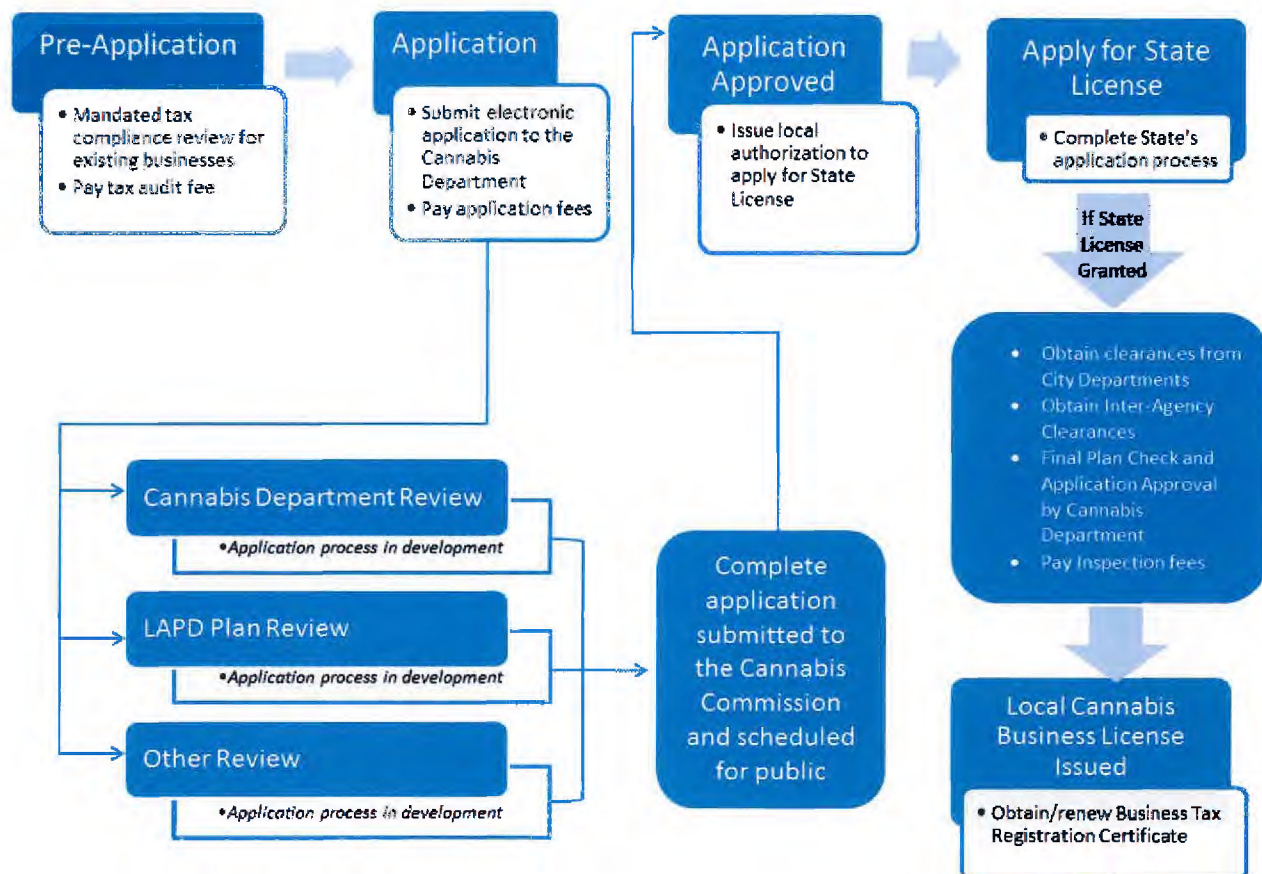 Pre-Application
• Mandated tax
compliance review for
existing businesses
• Pay tax audit fee
Application
• Submit electronic
application to the
Cannabis
Department
• Pay application fees
Application
Approved
• Issue local
authorization to
apply for State
License
Apply for State
License
• Complete State's
application process
If State
License
Granted
Cannabis Department Review
•Application process in development
LAPD Plan Review
•Application process in development
Other Review
•Application process in development
Complete
application
submitted to
the Cannabis
Commission
and scheduled
for public
• Obtain clearances from
City Departments
• Obtain Inter-Agency
Clearances
• Final Plan Check and
Application Approval
by Cannabis
Department
• Pay Inspection fees
Local Cannabis
Business License
Issued
• Obtain/renew Business Tax
Registration Certificate